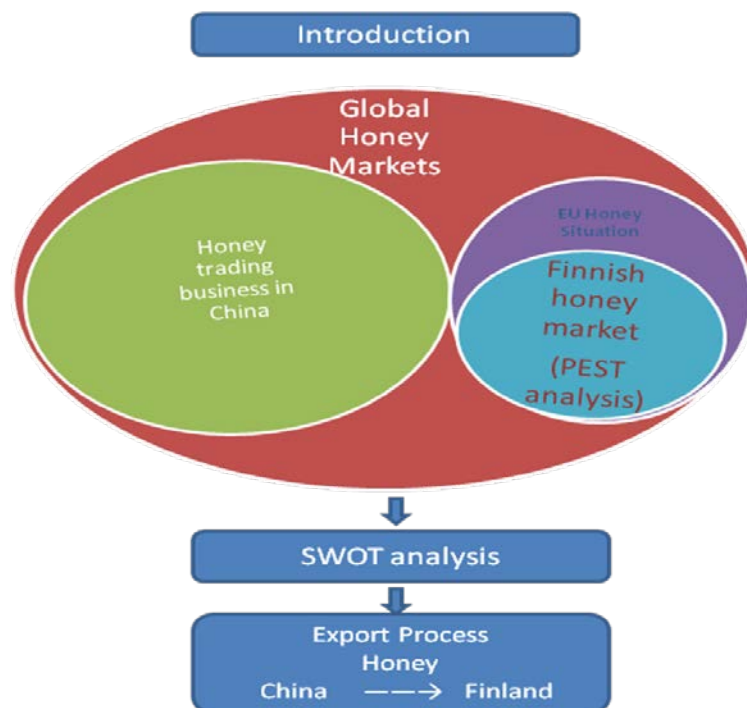 Introduction
Global
Honey
Markets
Honey
trading
business in
China
EU Honey
Situation
Finnish
honey
market
(PEST
analysis)
SWOT analysis
Export Process
Honey
China ---→ Finland